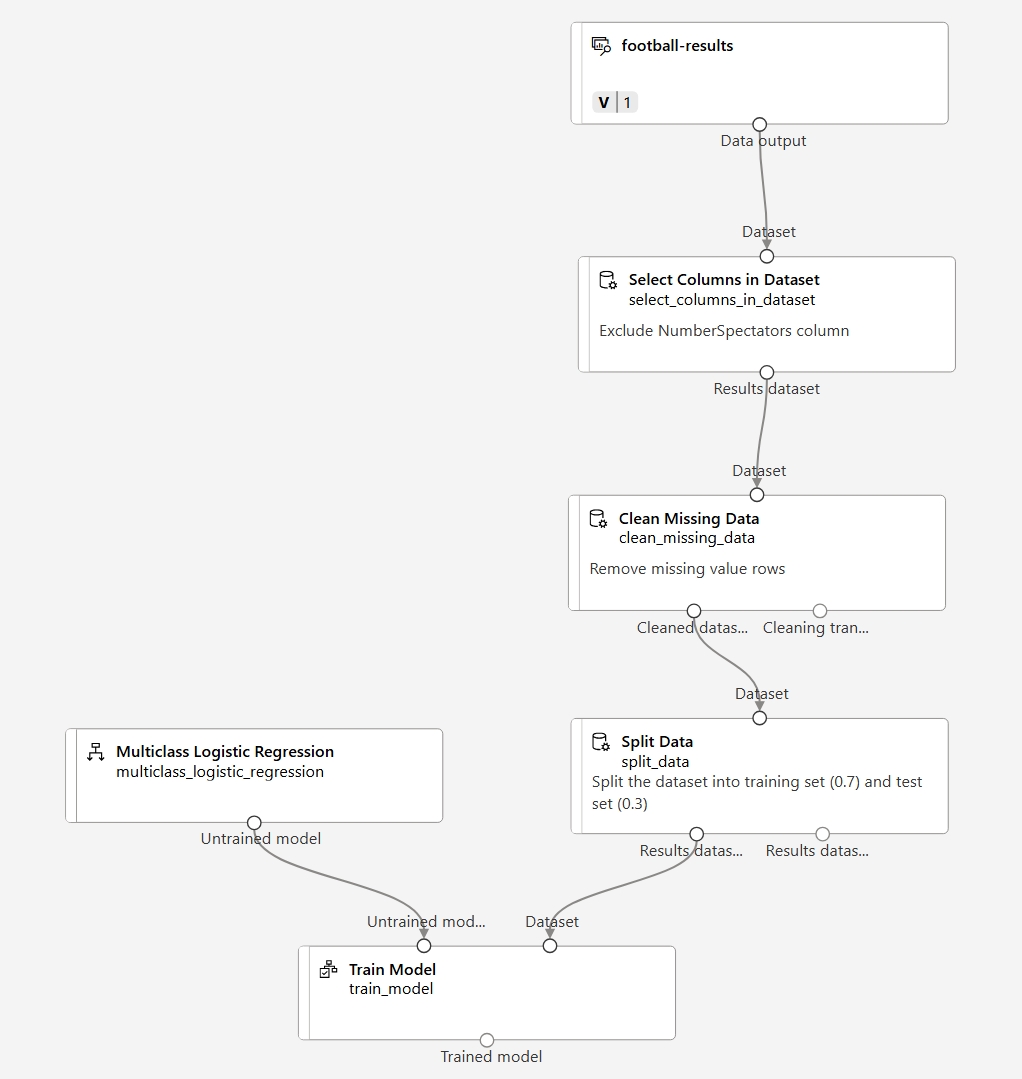 football-results
V 1
Data output
Dataset
Select Columns in Dataset
select_columns_in_dataset
Exclude NumberSpectators column
Results dataset
Dataset
Clean Missing Data
clean_missing_data
Remove missing value rows
Cleaned datas... Cleaning tran...
Dataset
Split Data
split_data
Split the dataset into training set (0.7) and test
set (0.3)
Results datas... Results datas...
Multiclass Logistic Regression
multiclass_logistic_regression
Untrained model
Untrained mod... Dataset
Train Model
train_model
Trained model